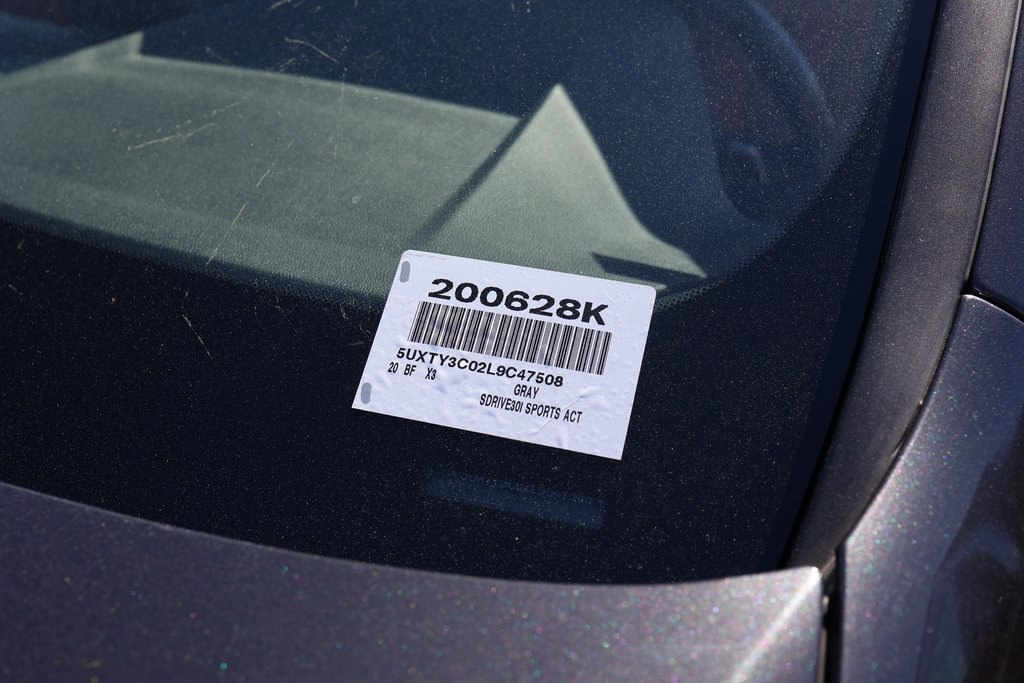 200628K
5UXTY3C02L9C47508
20 BF X3
GRAY
SDRIVE30I SPORTS ACT